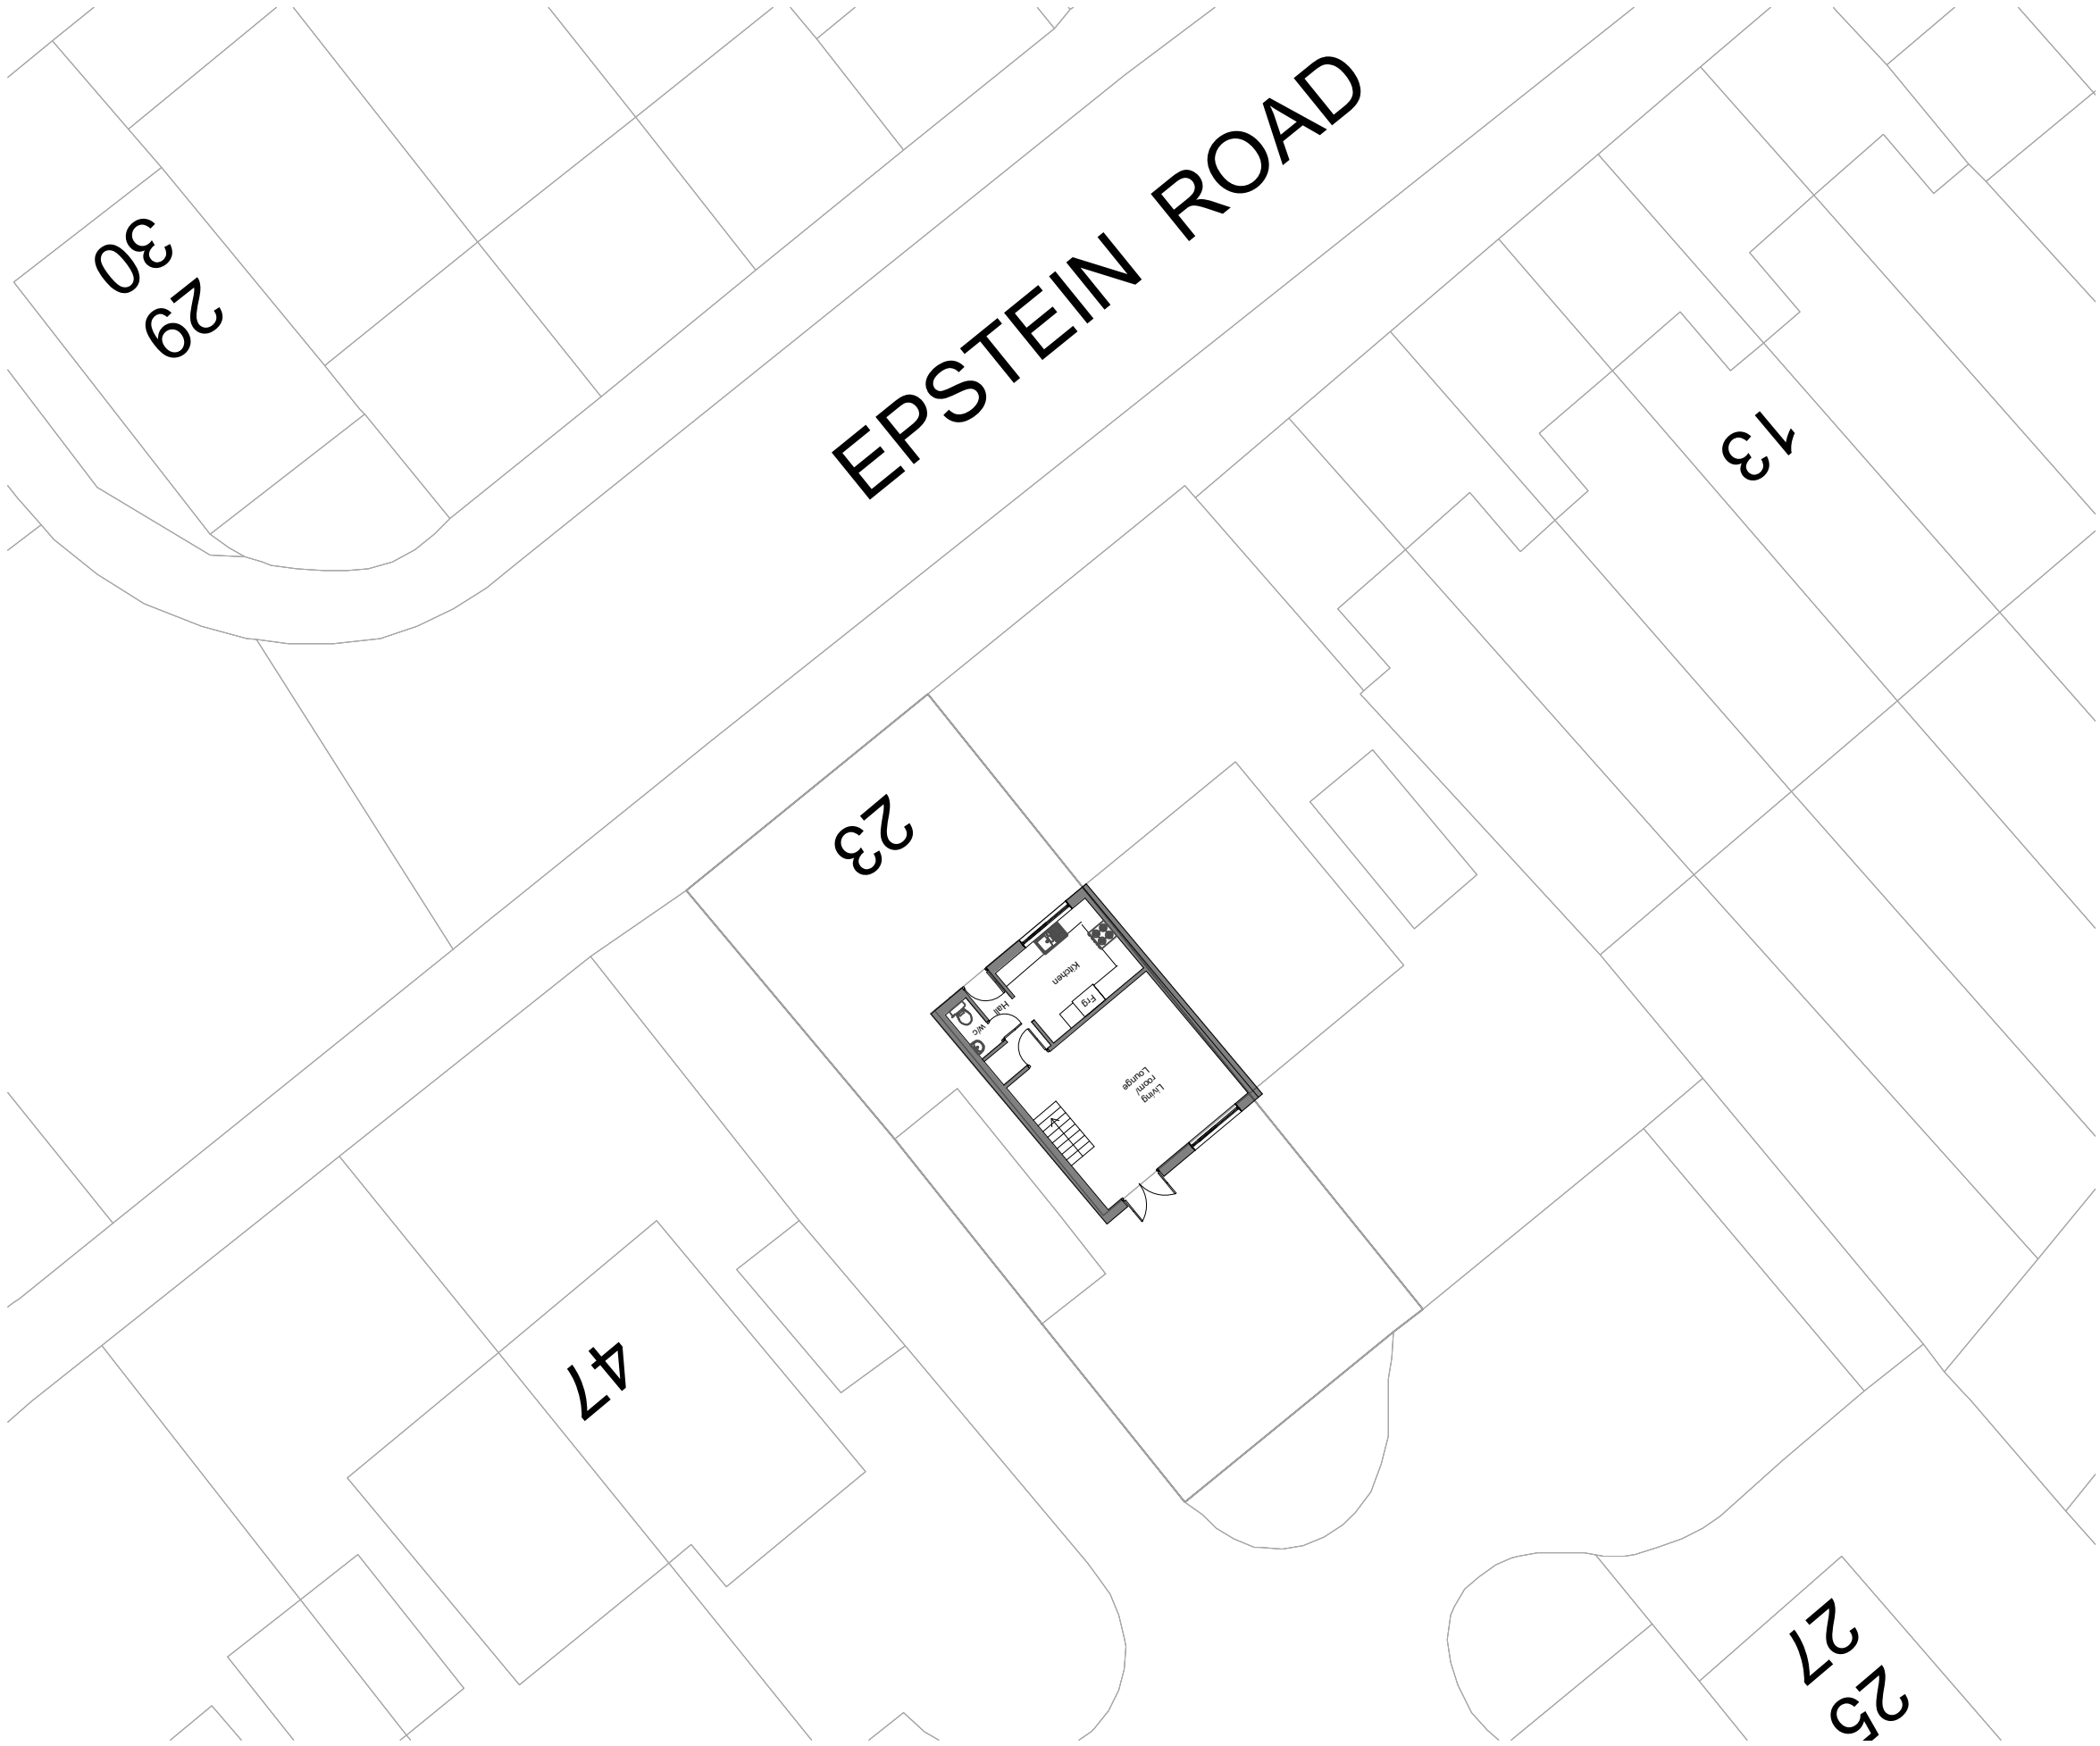 EPSTEIN ROAD
30
29
13
23
Kitchen
Frg
Hall
w/c
Living
room/
Lounge
47
27
25